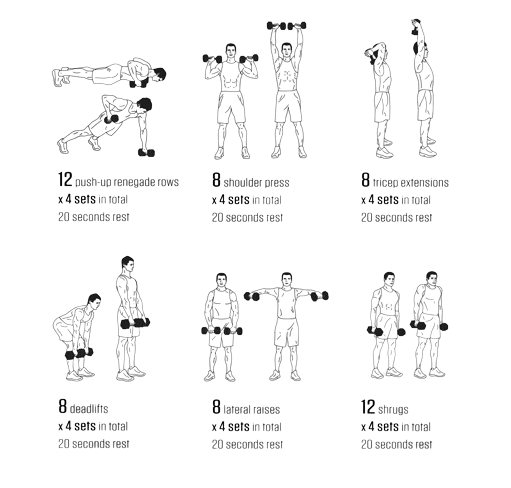 12 push-up renegade rows
x 4 sets in total
20 seconds rest
8 shoulder press
x 4 sets in total
20 seconds rest
8 tricep extensions
x 4 sets in total
20 seconds rest
8 deadlifts
x 4 sets in total
20 seconds rest
8 lateral raises
x 4 sets in total
20 seconds rest
12 shrugs
x 4 sets in total
20 seconds rest